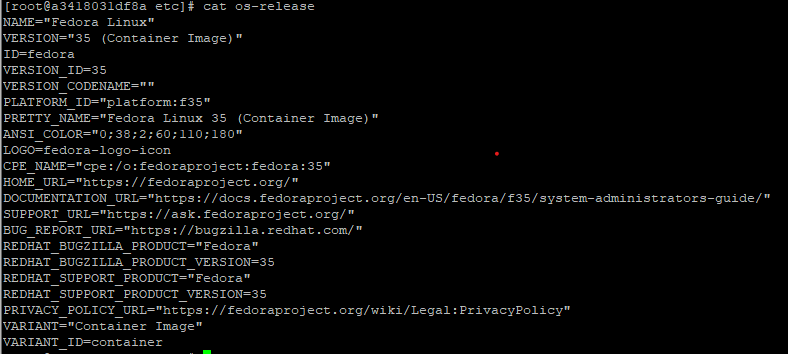 [root@a3418031df8a etc]# cat os-release
NAME="Fedora Linux"
VERSION="35 (Container Image)"
ID=fedora
VERSION_ID=35
VERSION_CODENAME=""
PLATFORM_ID="platform:f35"
PRETTY_NAME="Fedora Linux 35 (Container Image)"
ANSI_COLOR="0;38;2;60;110;180"
LOGO=fedora-logo-icon
CPE_NAME="cpe:/o:fedoraproject:fedora:35"
HOME_URL="https://fedoraproject.org/"
DOCUMENTATION_URL="https://docs.fedoraproject.org/en-US/fedora/f35/system-administrators-guide/"
SUPPORT_URL="https://ask.fedoraproject.org/"
BUG_REPORT_URL="https://bugzilla.redhat.com/"
REDHAT_BUGZILLA_PRODUCT="Fedora"
REDHAT_BUGZILLA_PRODUCT_VERSION=35
REDHAT_SUPPORT_PRODUCT="Fedora"
REDHAT_SUPPORT_PRODUCT_VERSION=35
PRIVACY_POLICY_URL="https://fedoraproject.org/wiki/Legal:PrivacyPolicy"
VARIANT="Container Image"
VARIANT_ID=container